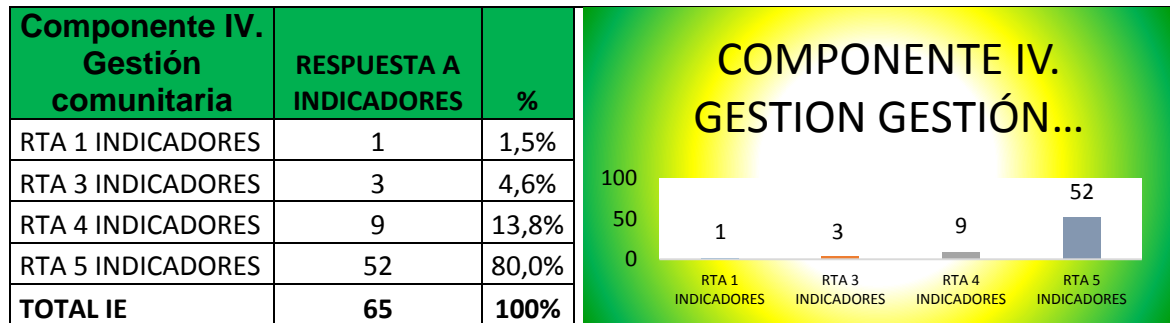 Componente IV.
Gestión
comunitaria
RESPUESTA A
INDICADORES
%
RTA 1 INDICADORES 1 1,5%
RTA 3 INDICADORES 3 4,6%
RTA 4 INDICADORES 9 13,8%
RTA 5 INDICADORES 52 80,0%
TOTAL IE 65 100%
COMPONENTE IV.
GESTION GESTIÓN...
100
50
0
1
3
9
52
RTA 1
INDICADORES
RTA 3
INDICADORES
RTA 4
INDICADORES
RTA 5
INDICADORES